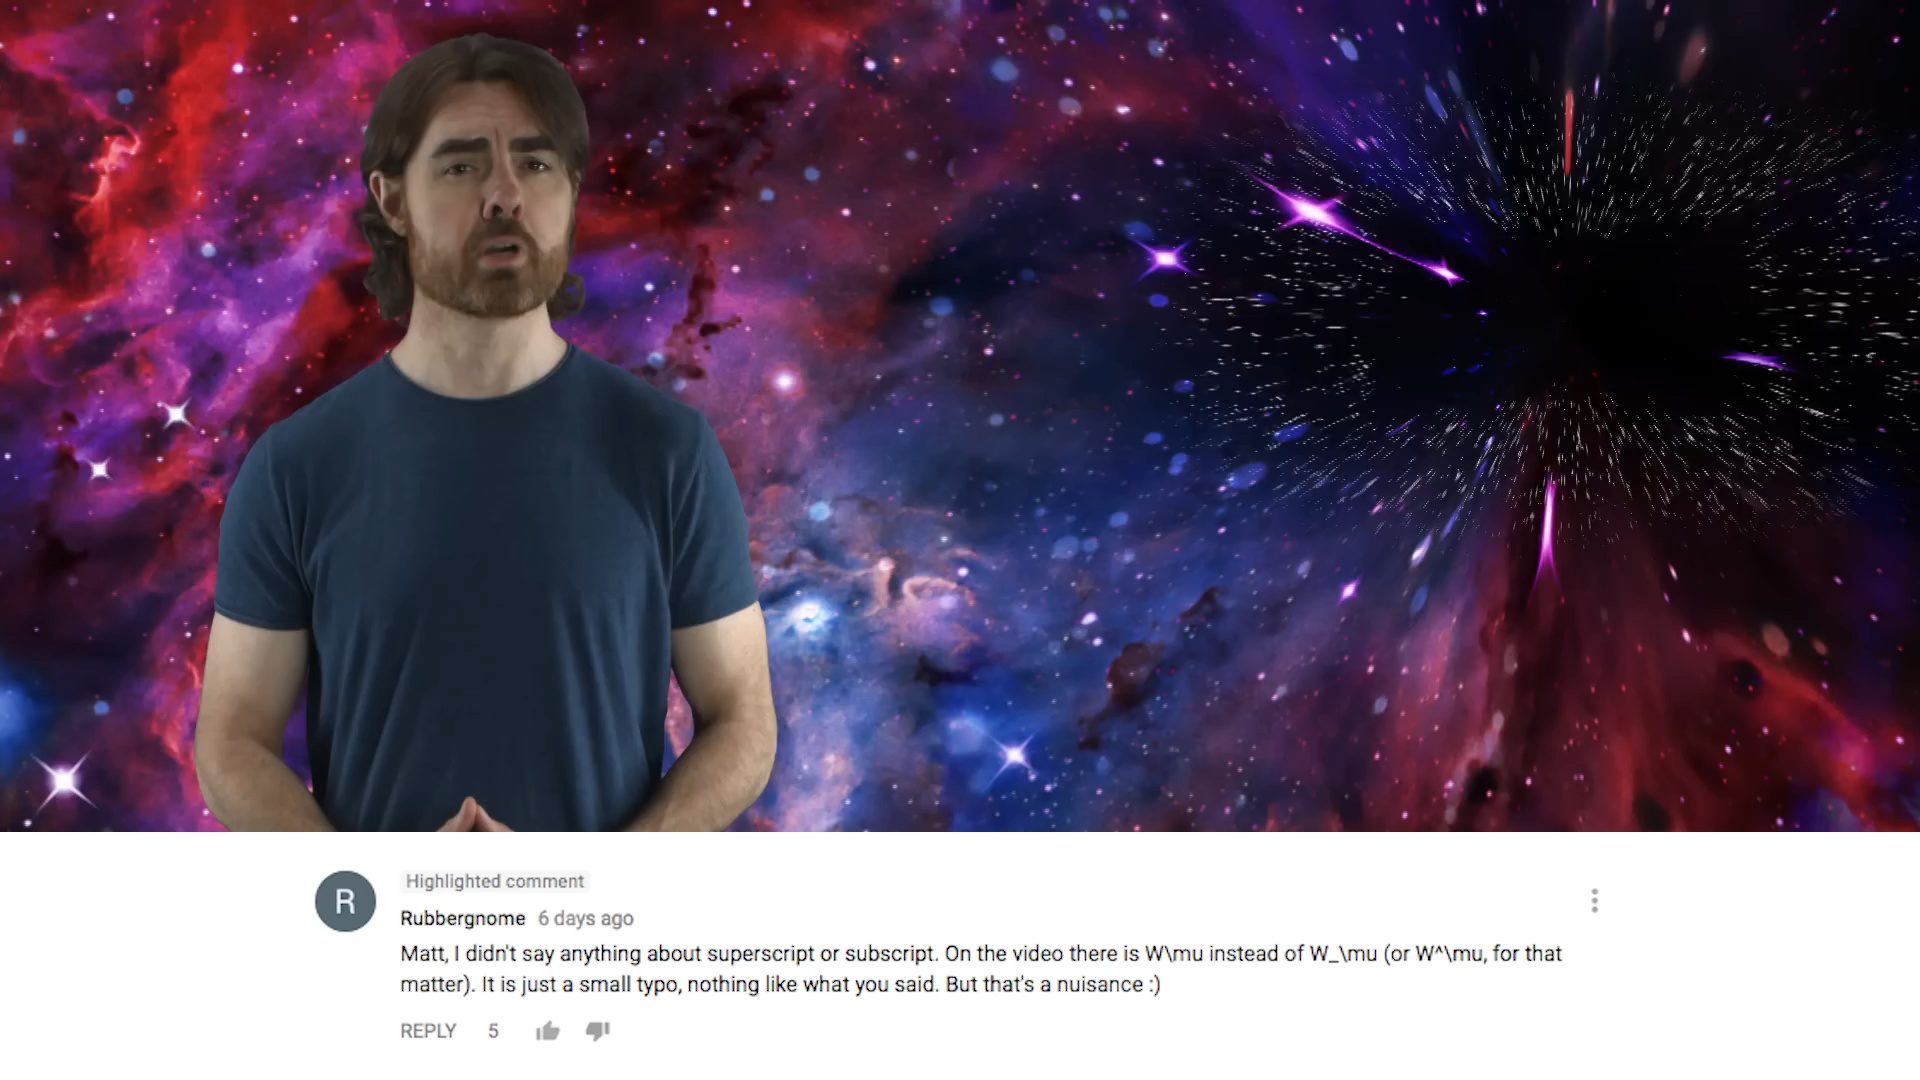 R
Highlighted comment
Rubbergnome 6 days ago
Matt, I didn't say anything about superscript or subscript. On the video there is W\mu instead of W_\mu (or W^\mu, for that
matter). It is just a small typo, nothing like what you said. But that's a nuisance :)
REPLY 5